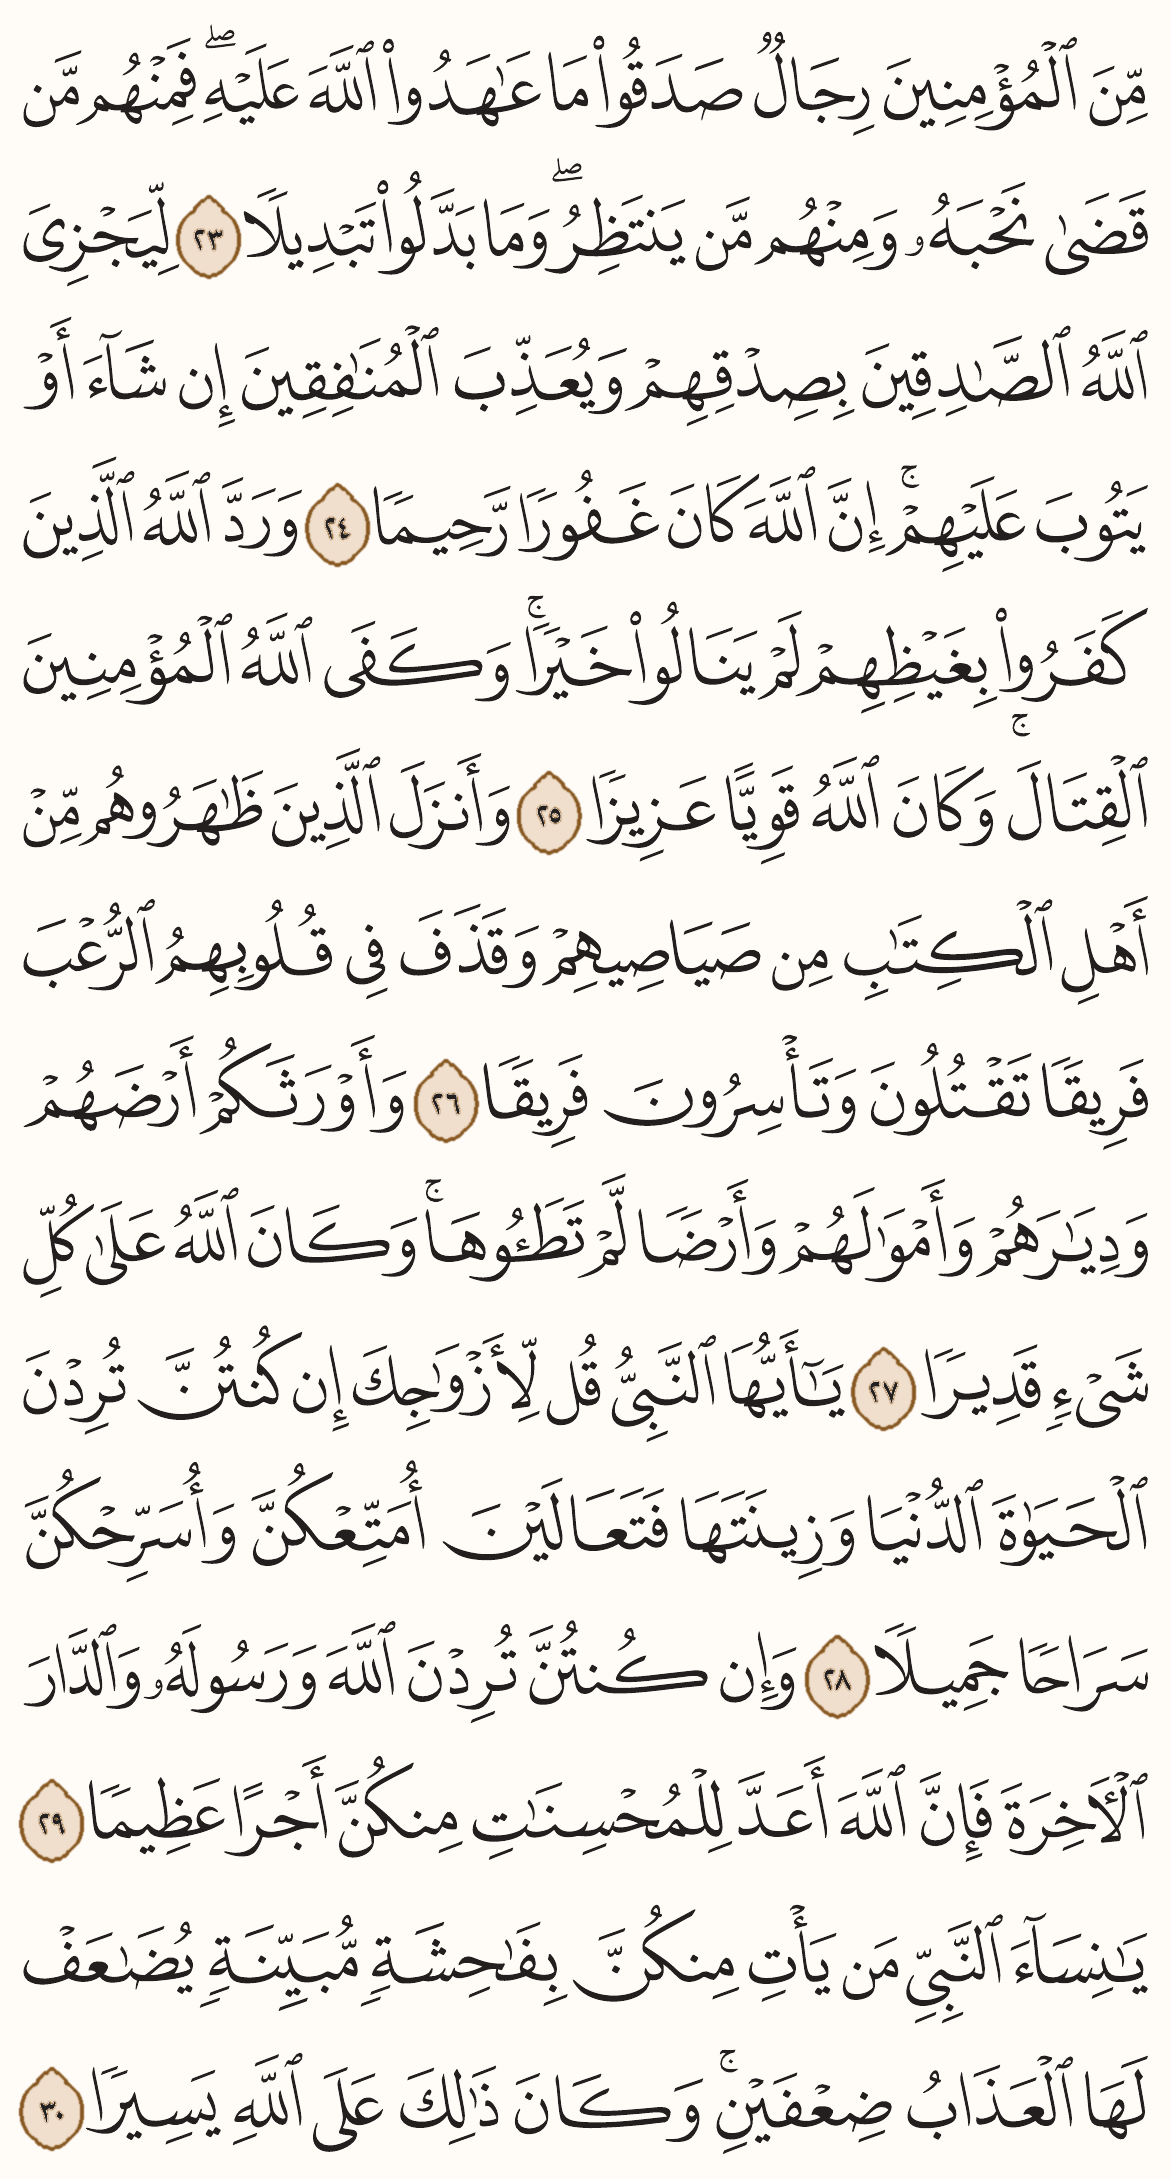 مِّنَ ٱلْمُؤْمِنِينَ رِجَالٌ صَدَقُوا۟ مَا عَـٰهَدُوا۟ ٱللَّهَ عَلَيْهِ ۖ فَمِنْهُم مَّن
قَضَىٰ نَحْبَهُۥ وَمِنْهُم مَّن يَنتَظِرُ ۖ وَمَا بَدَّلُوا۟ تَبْدِيلًا ٢٣ لِّيَجْزِىَ
ٱللَّهُ ٱلصَّـٰدِقِينَ بِصِدْقِهِمْ وَيُعَذِّبَ ٱلْمُنَـٰفِقِينَ إِن شَآءَ أَوْ
يَتُوبَ عَلَيْهِمْ ۚ إِنَّ ٱللَّهَ كَانَ غَفُورًا رَّحِيمًا ٢٤ وَرَدَّ ٱللَّهُ ٱلَّذِينَ
كَفَرُوا۟ بِغَيْظِهِمْ لَمْ يَنَالُوا۟ خَيْرًا ۚ وَكَفَى ٱللَّهُ ٱلْمُؤْمِنِينَ
ٱلْقِتَالَ ۚ وَكَانَ ٱللَّهُ قَوِيًّا عَزِيزًا ٢٥ وَأَنزَلَ ٱلَّذِينَ ظَـٰهَرُوهُم مِّنْ
أَهْلِ ٱلْكِتَـٰبِ مِن صَيَاصِيهِمْ وَقَذَفَ فِى قُلُوبِهِمُ ٱلرُّعْبَ
فَرِيقًا تَقْتُلُونَ وَتَأْسِرُونَ فَرِيقًا ٢٦ وَأَوْرَثَكُمْ أَرْضَهُمْ
وَدِيَـٰرَهُمْ وَأَمْوَٰلَهُمْ وَأَرْضًا لَّمْ تَطَـُٔوهَا ۚ وَكَانَ ٱللَّهُ عَلَىٰ كُلِّ
شَىْءٍ قَدِيرًا ٢٧ يَـٰٓأَيُّهَا ٱلنَّبِىُّ قُل لِّأَزْوَٰجِكَ إِن كُنتُنَّ تُرِدْنَ
ٱلْحَيَوٰةَ ٱلدُّنْيَا وَزِينَتَهَا فَتَعَالَيْنَ أُمَتِّعْكُنَّ وَأُسَرِّحْكُنَّ
سَرَاحًا جَمِيلًا ٢٨ وَإِن كُنتُنَّ تُرِدْنَ ٱللَّهَ وَرَسُولَهُۥ وَٱلدَّارَ
ٱلْـَٔاخِرَةَ فَإِنَّ ٱللَّهَ أَعَدَّ لِلْمُحْسِنَـٰتِ مِنكُنَّ أَجْرًا عَظِيمًا ٢٩
يَـٰنِسَآءَ ٱلنَّبِىِّ مَن يَأْتِ مِنكُنَّ بِفَـٰحِشَةٍ مُّبَيِّنَةٍ يُضَـٰعَفْ
لَهَا ٱلْعَذَابُ ضِعْفَيْنِ ۚ وَكَانَ ذَٰلِكَ عَلَى ٱللَّهِ يَسِيرًا ٣٠